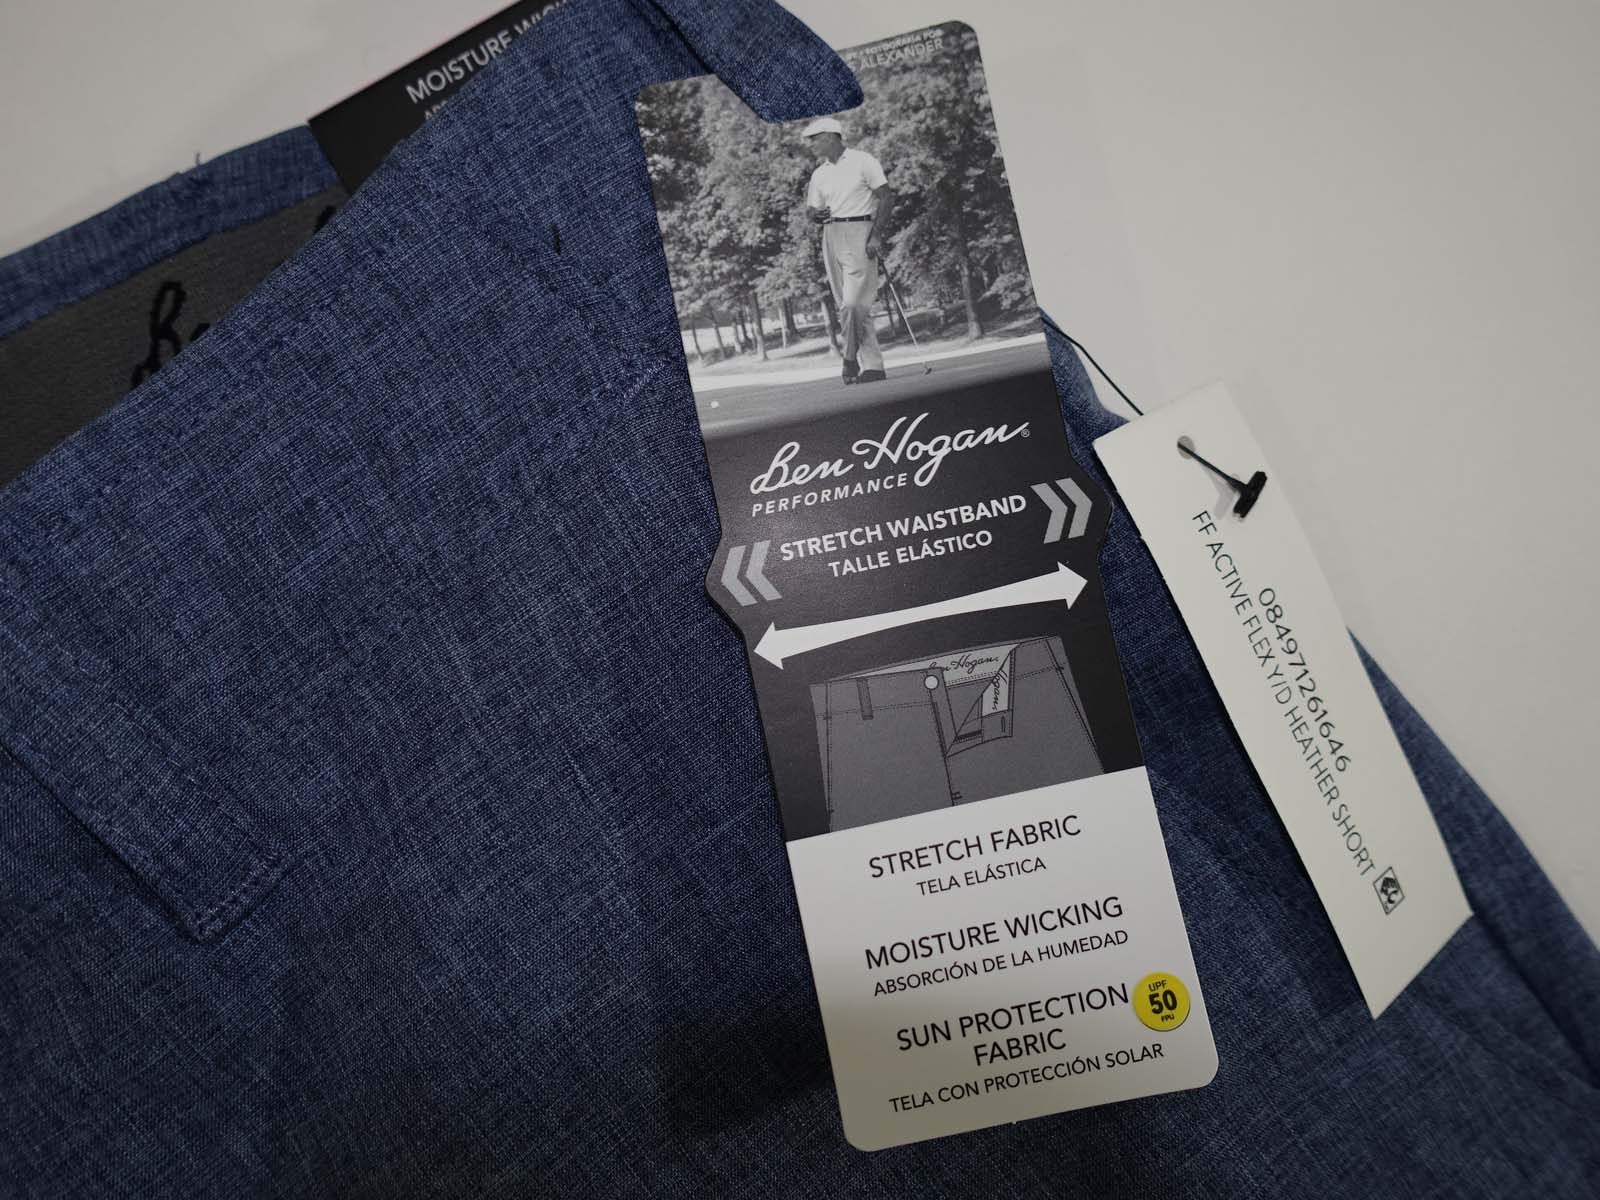 MOISTURE
FOTOGRAFÍA POR
ALEXANDER
Ben Hogan®
PERFORMANCE
STRETCH WAISTBAND
TALLE ELÁSTICO
Ben Hogan
Hogan
STRETCH FABRIC
TELA ELÁSTICA
MOISTURE WICKING
ABSORCIÓN DE LA HUMEDAD
SUN PROTECTION
FABRIC
TELA CON PROTECCIÓN SOLAR
UPF
50
FPU
084971261646
FF ACTIVE FLEX Y/D HEATHER SHORT